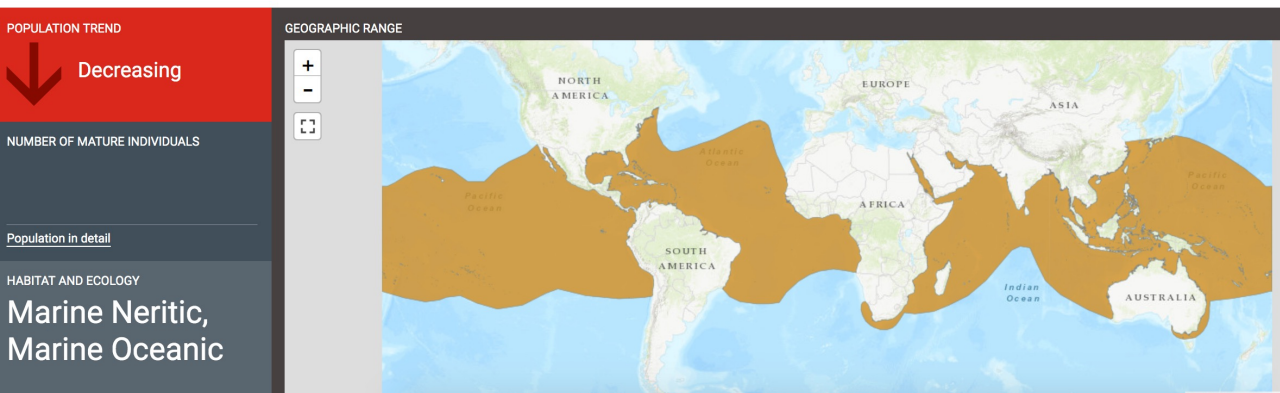 POPULATION TREND
Decreasing
NUMBER OF MATURE INDIVIDUALS
Population in detail
HABITAT AND ECOLOGY
Marine Neritic,
Marine Oceanic
GEOGRAPHIC RANGE
+
−
NORTH
AMERICA
EUROPE
ASIA
Atlantic
Ocean
Pacific
Ocean
Pacific
Ocean
AFRICA
SOUTH
AMERICA
Indian
Ocean
AUSTRALIA